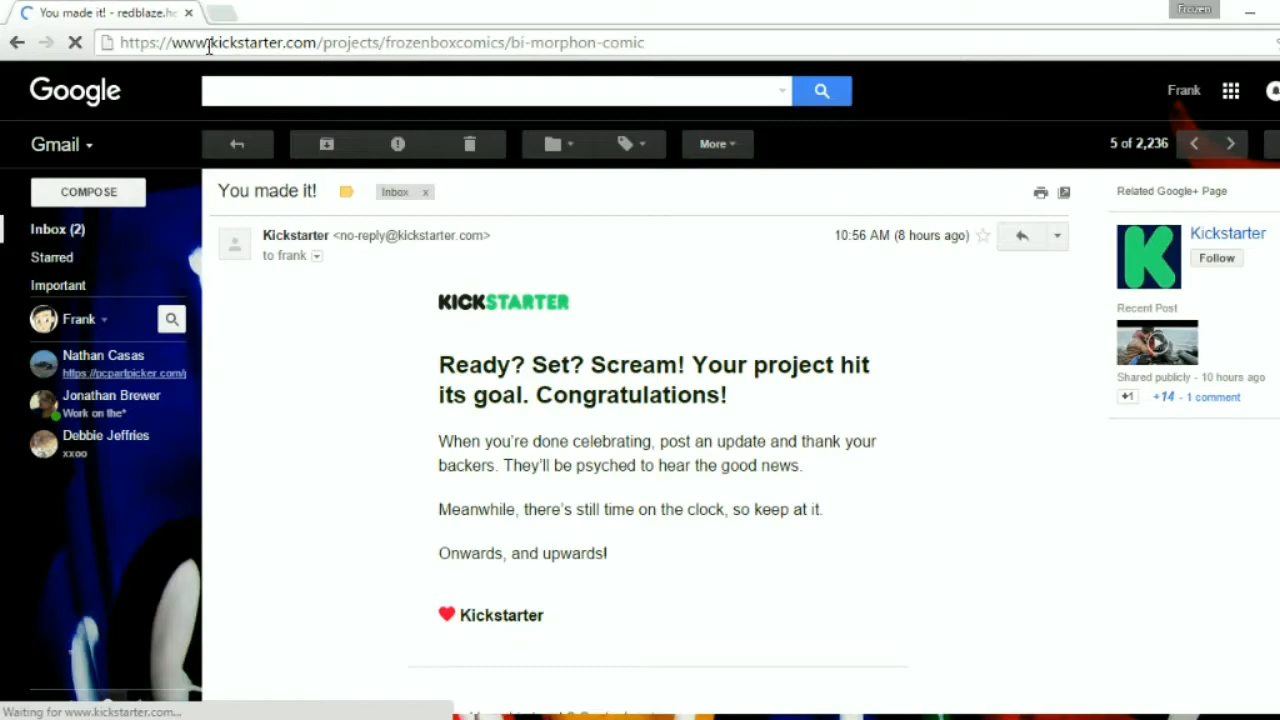 You made it! - redblaze.h
Frozen
https://www.kickstarter.com/projects/frozenboxcomics/bi-morphon-comic
Google
Frank
Gmail
More
5 of 2,236
COMPOSE
You made it!
Inbox x
Related Google+ Page
Inbox (2)
Kickstarter <no-reply@kickstarter.com>
10:56 AM (8 hours ago)
Kickstarter
to frank
Follow
Starred
Important
KICKSTARTER
Recent Post
Frank
Nathan Casas
https://pcpartpicker.com/
Ready? Set? Scream! Your project hit
its goal. Congratulations!
Shared publicly - 10 hours ago
+1 +14 - 1 comment
Jonathan Brewer
Work on the*
Debbie Jeffries
xxoo
When you're done celebrating, post an update and thank your
backers. They'll be psyched to hear the good news.
Meanwhile, there's still time on the clock, so keep at it.
Onwards, and upwards!
Kickstarter
Waiting for www.kickstarter.com...